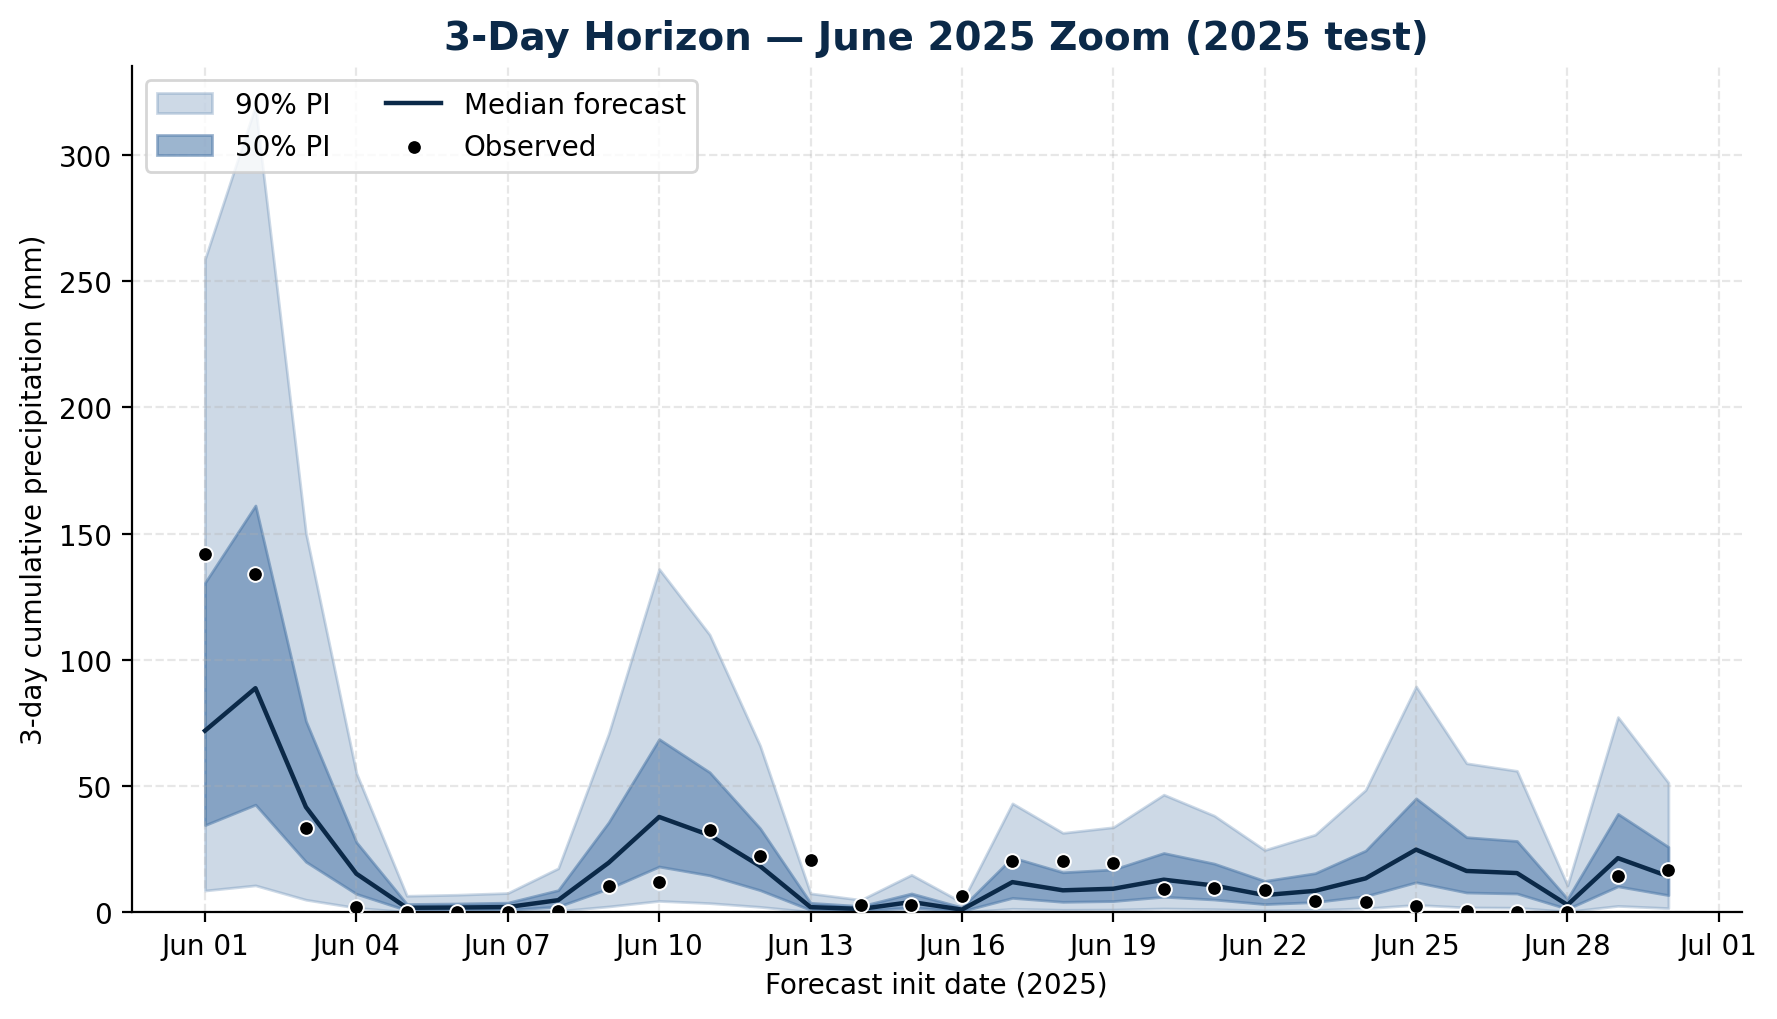 3-Day Horizon — June 2025 Zoom (2025 test)
90% PI
50% PI
Median forecast
Observed
3-day cumulative precipitation (mm)
300
250
200
150
100
50
0
Jun 01 Jun 04 Jun 07 Jun 10 Jun 13 Jun 16 Jun 19 Jun 22 Jun 25 Jun 28 Jul 01
Forecast init date (2025)